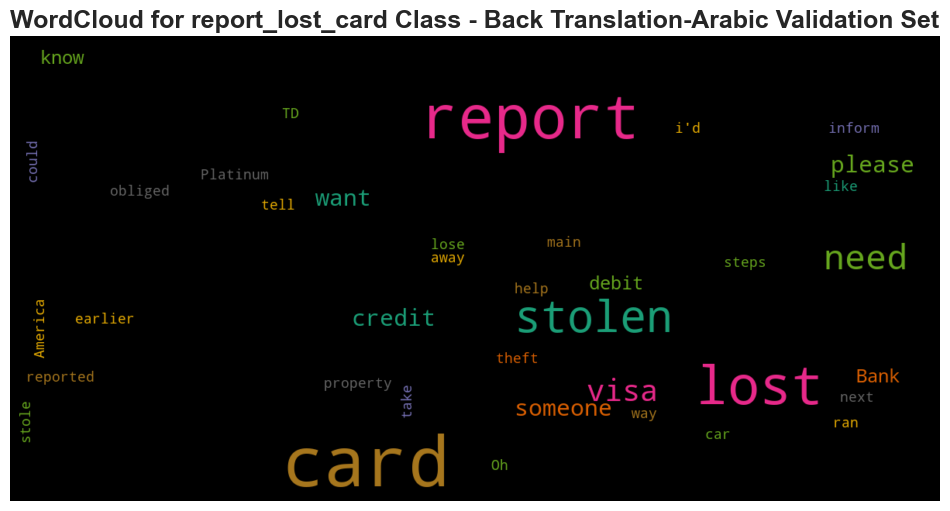 WordCloud for report_lost_card Class - Back Translation-Arabic Validation Set
know
TD
report
i'd
inform
could
please
Platinum
like
obliged
want
tell
lose
main
away
need
steps
debit
help
America
earlier
credit
stolen
theft
reported
property
take
visa
lost
Bank
someone
way
next
stole
car
ran
card
Oh